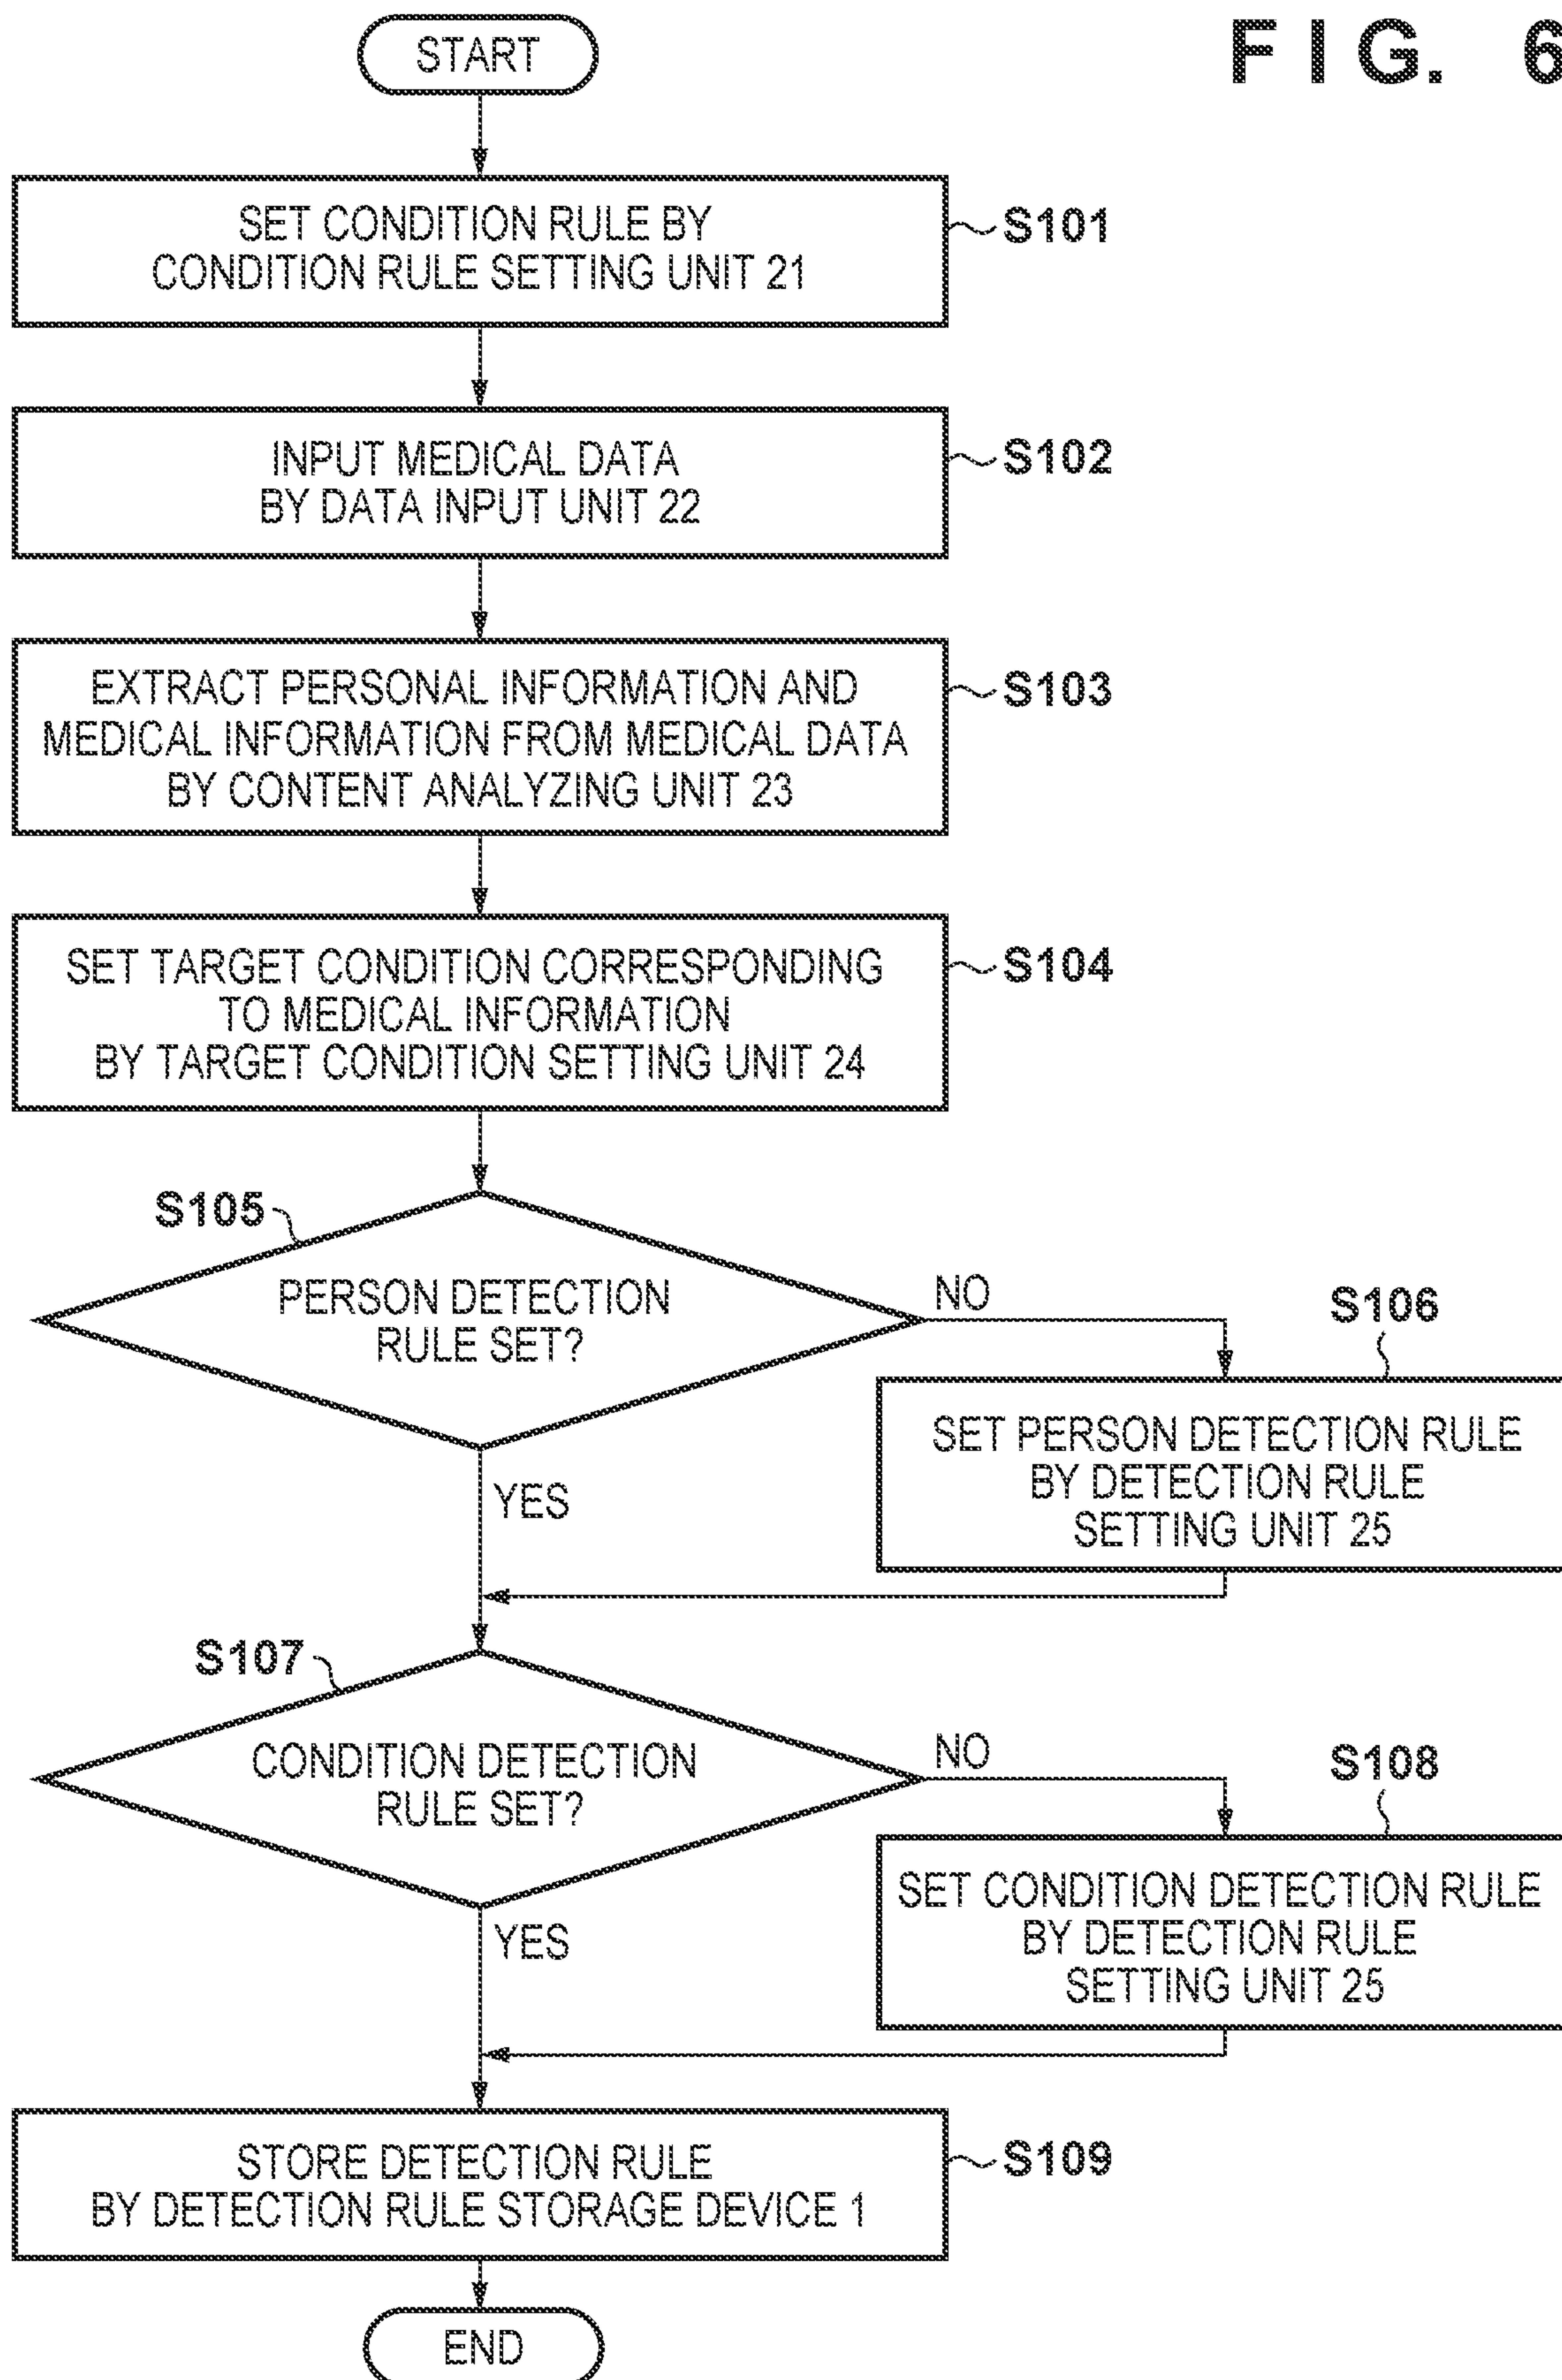 START
FIG. 6
SET CONDITION RULE BY
CONDITION RULE SETTING UNIT 21
S101
INPUT MEDICAL DATA
BY DATA INPUT UNIT 22
S102
EXTRACT PERSONAL INFORMATION AND
MEDICAL INFORMATION FROM MEDICAL DATA
BY CONTENT ANALYZING UNIT 23
S103
SET TARGET CONDITION CORRESPONDING
TO MEDICAL INFORMATION
BY TARGET CONDITION SETTING UNIT 24
S104
S105
PERSON DETECTION
RULE SET?
NO
YES
S106
SET PERSON DETECTION RULE
BY DETECTION RULE
SETTING UNIT 25
S107
CONDITION DETECTION
RULE SET?
NO
YES
S108
SET CONDITION DETECTION RULE
BY DETECTION RULE
SETTING UNIT 25
STORE DETECTION RULE
BY DETECTION RULE STORAGE DEVICE 1
S109
END